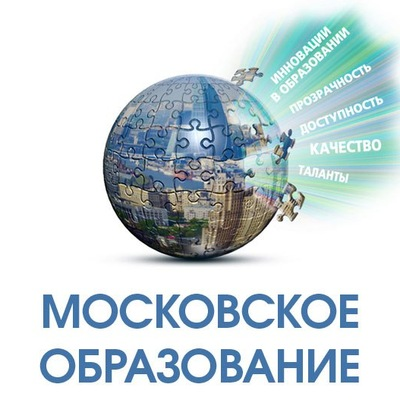 ИННОВАЦИИ
В ОБРАЗОВАНИИ
ПРОЗРАЧНОСТЬ
ДОСТУПНОСТЬ
КАЧЕСТВО
ТАЛАНТЫ
МОСКОВСКОЕ
ОБРАЗОВАНИЕ